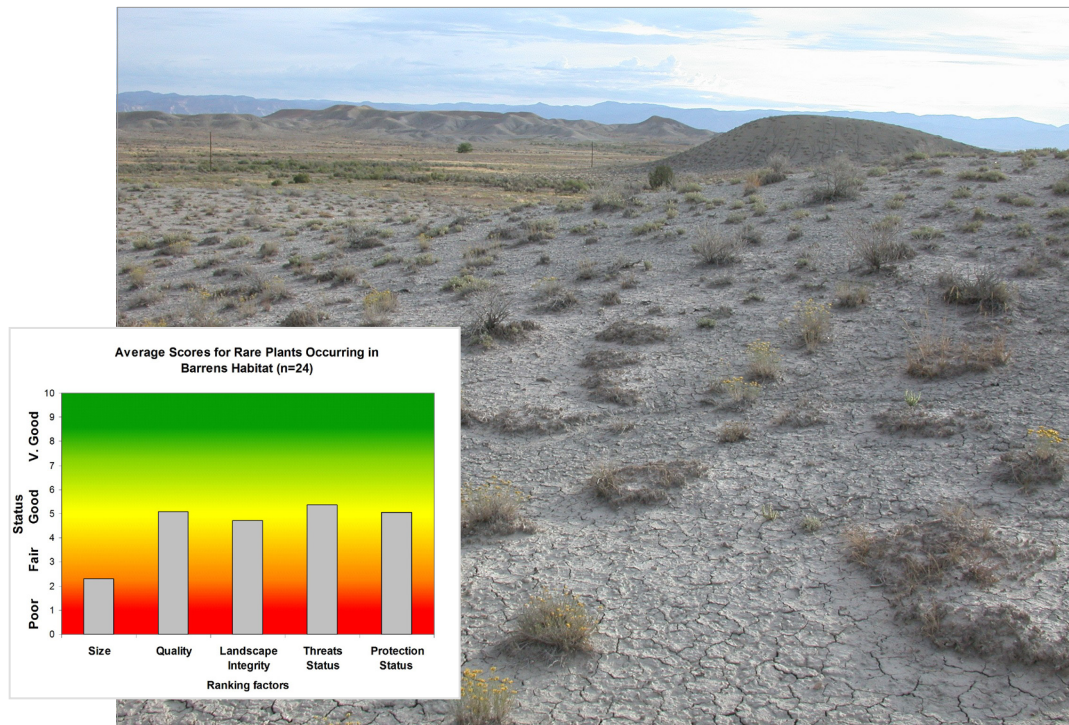 Average Scores for Rare Plants Occurring in
Barrens Habitat (n=24)
10
9
8
7
6
5
4
3
2
1
0
Status
V. Good
Good
Fair
Poor
Size
Quality
Landscape
Integrity
Threats
Status
Protection
Status
Ranking factors